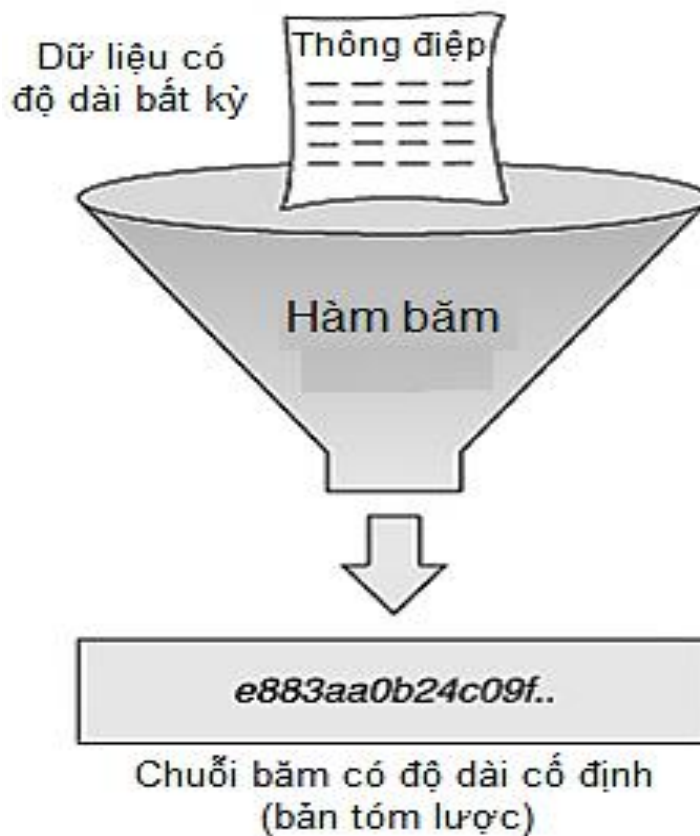 Dữ liệu có
độ dài bất kỳ
Thông điệp
Hàm băm
e883aa0b24c09f..
Chuỗi băm có độ dài cố định
(bản tóm lược)